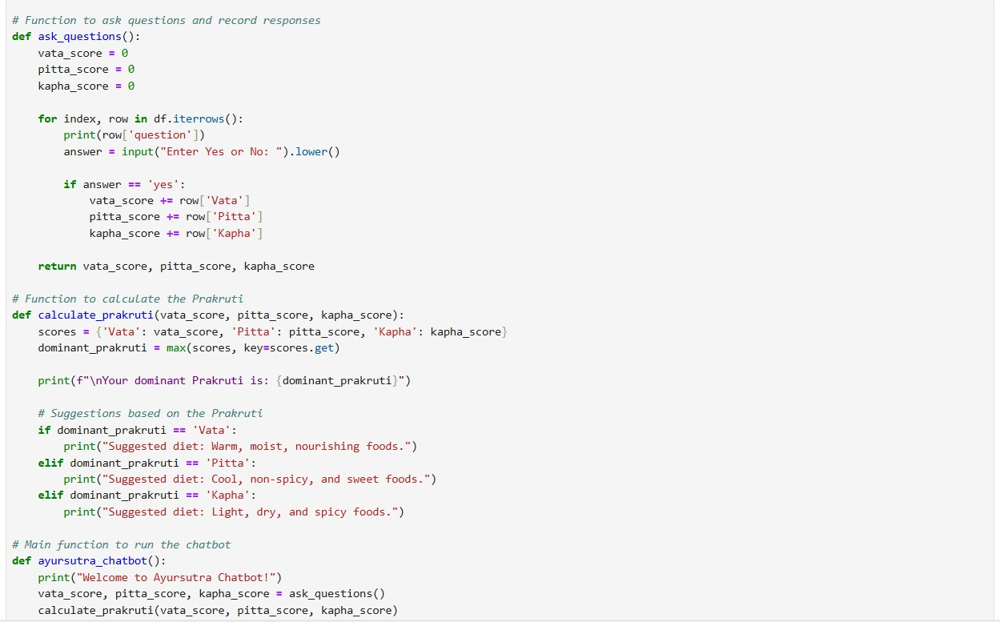 # Function to ask questions and record responses
def ask_questions():
    vata_score = 0
    pitta_score = 0
    kapha_score = 0

    for index, row in df.iterrows():
        print(row['question'])
        answer = input("Enter Yes or No: ").lower()

        if answer == 'yes':
            vata_score += row['Vata']
            pitta_score += row['Pitta']
            kapha_score += row['Kapha']

    return vata_score, pitta_score, kapha_score

# Function to calculate the Prakruti
def calculate_prakruti(vata_score, pitta_score, kapha_score):
    scores = {'Vata': vata_score, 'Pitta': pitta_score, 'Kapha': kapha_score}
    dominant_prakruti = max(scores, key=scores.get)

    print(f"\nYour dominant Prakruti is: {dominant_prakruti}")

    # Suggestions based on the Prakruti
    if dominant_prakruti == 'Vata':
        print("Suggested diet: Warm, moist, nourishing foods.")
    elif dominant_prakruti == 'Pitta':
        print("Suggested diet: Cool, non-spicy, and sweet foods.")
    elif dominant_prakruti == 'Kapha':
        print("Suggested diet: Light, dry, and spicy foods.")

# Main function to run the chatbot
def ayursutra_chatbot():
    print("Welcome to Ayursutra Chatbot!")
    vata_score, pitta_score, kapha_score = ask_questions()
    calculate_prakruti(vata_score, pitta_score, kapha_score)